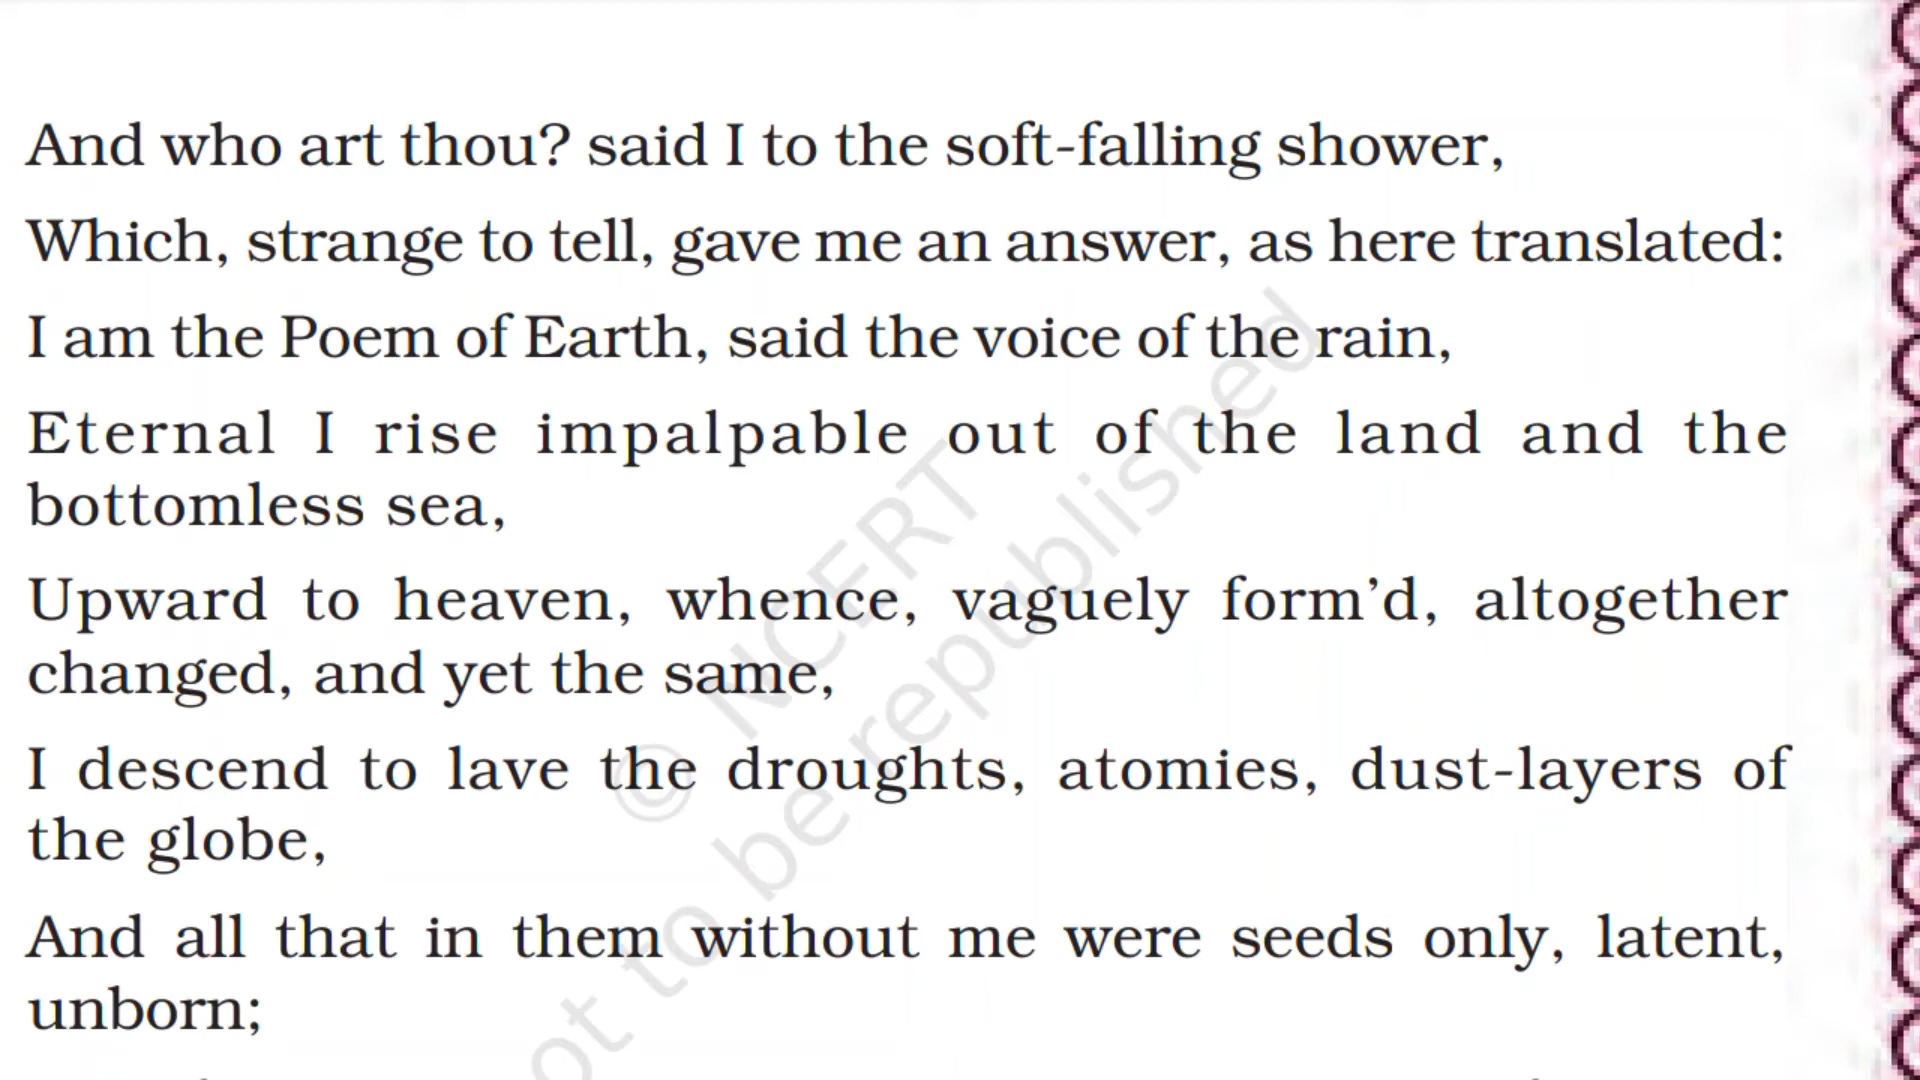 And who art thou? said I to the soft-falling shower,
Which, strange to tell, gave me an answer, as here translated:
I am the Poem of Earth, said the voice of the rain,
Eternal I rise impalpable out of the land and the
bottomless sea,
Upward to heaven, whence, vaguely form’d, altogether
changed, and yet the same,
I descend to lave the droughts, atomies, dust-layers of
the globe,
And all that in them without me were seeds only, latent,
unborn;
© NCERT
to be republished